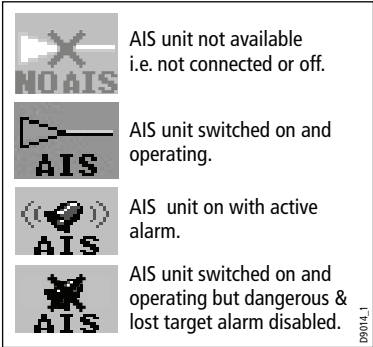 NO AIS
AIS unit not available
i.e. not connected or off.
AIS
AIS unit switched on and
operating.
AIS
AIS unit on with active
alarm.
AIS
AIS unit switched on and
operating but dangerous &
lost target alarm disabled.
D9014_1